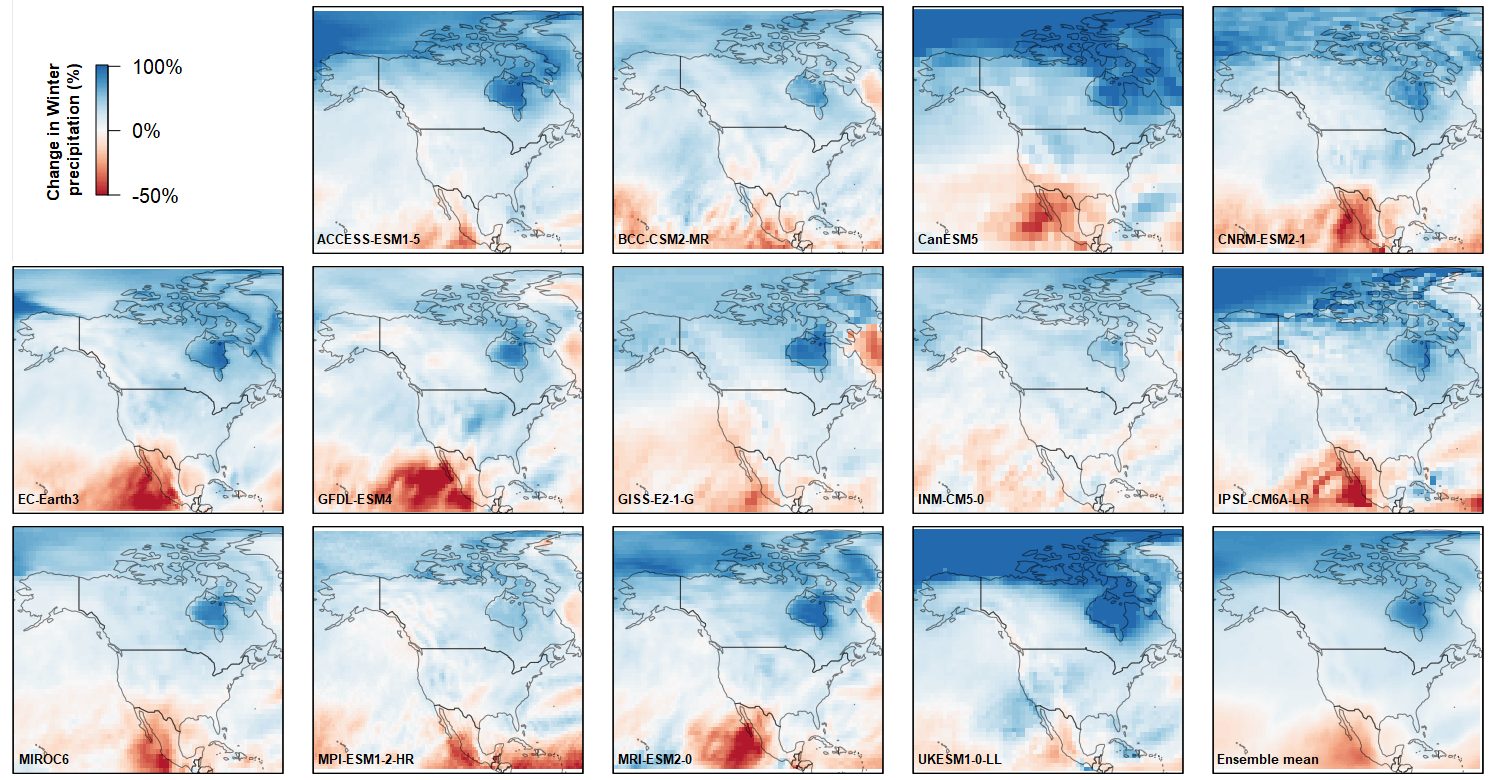 Change in Winter
precipitation (%)
100%
0%
-50%
ACCESS-ESM1-5
BCC-CSM2-MR
CanESM5
CNRM-ESM2-1
EC-Earth3
GFDL-ESM4
GISS-E2-1-G
INM-CM5-0
IPSL-CM6A-LR
MIROC6
MPI-ESM1-2-HR
MRI-ESM2-0
UKESM1-0-LL
Ensemble mean